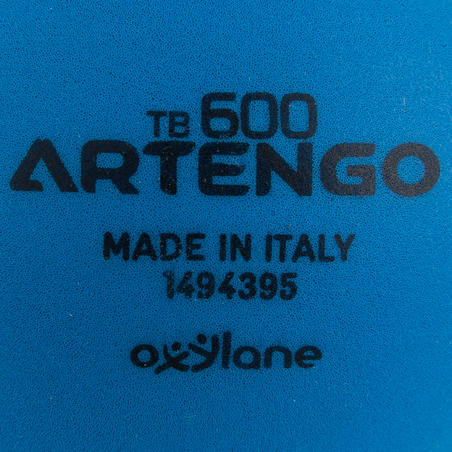 TB 600
ARTENGO
MADE IN ITALY
1494395
oxylane